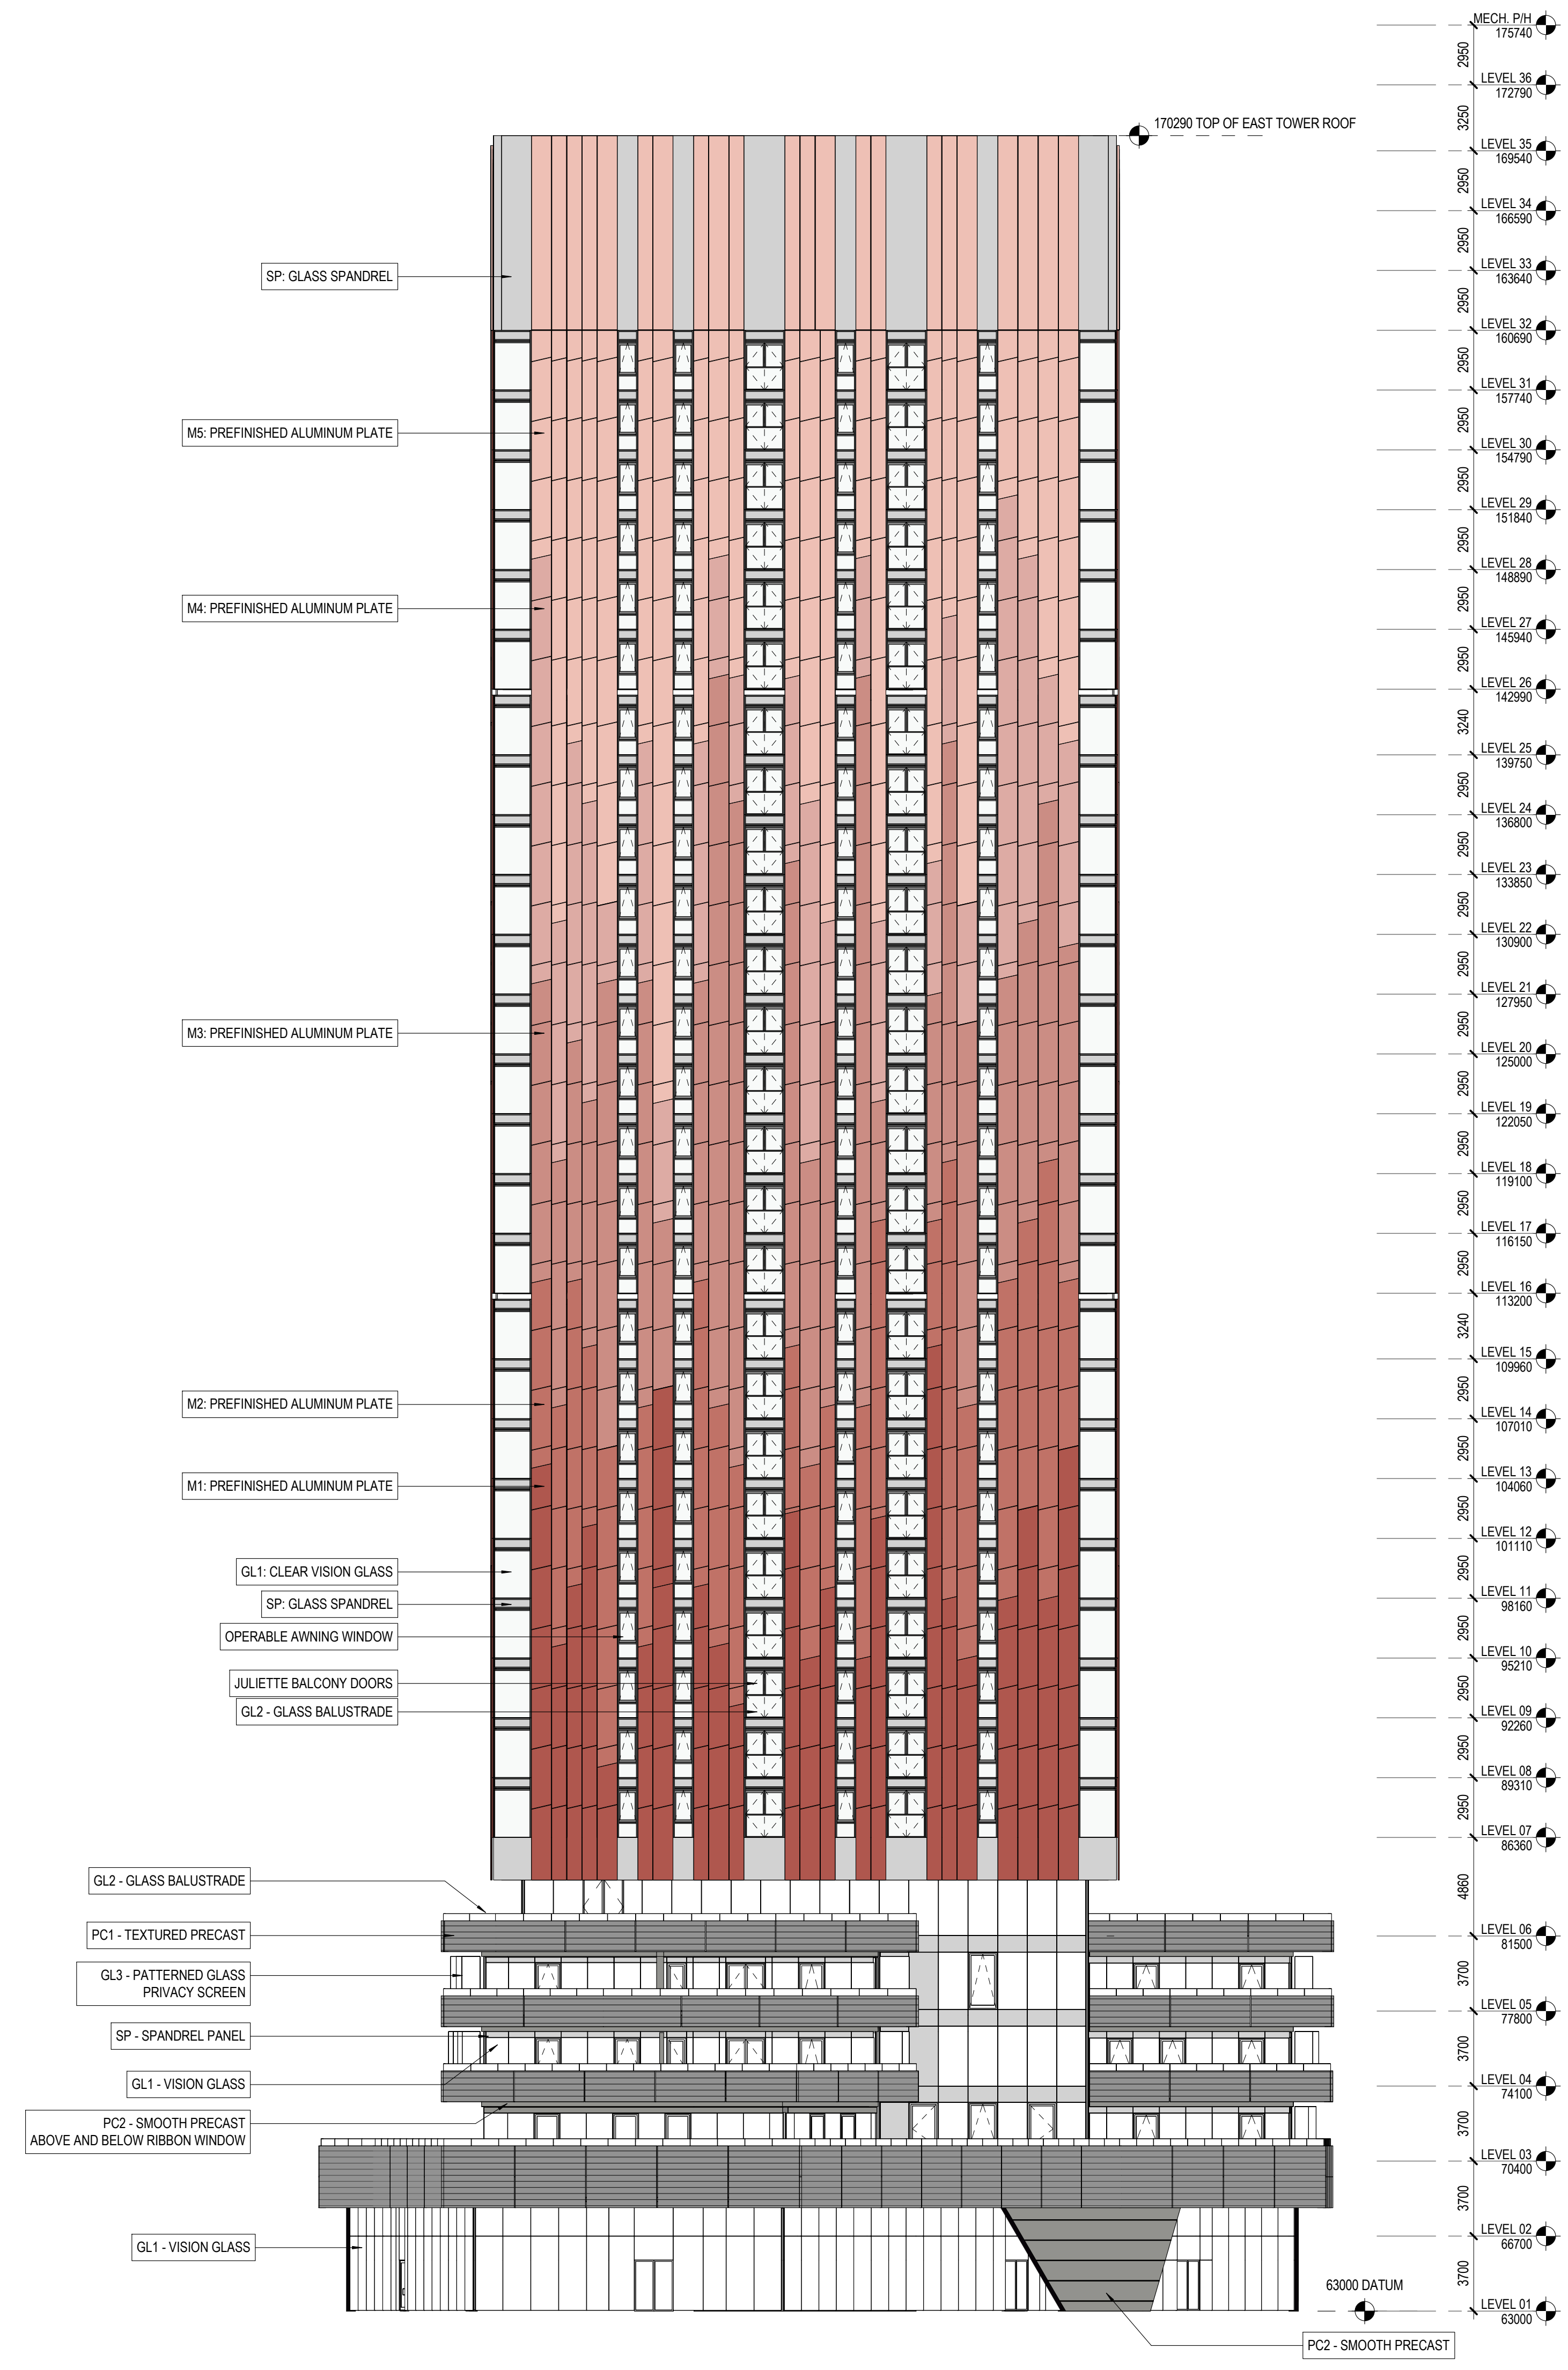 MECH. P/H
175740
2950
LEVEL 36
172790
3250
170290 TOP OF EAST TOWER ROOF
LEVEL 35
169540
2950
LEVEL 34
166590
2950
SP: GLASS SPANDREL
LEVEL 33
163640
2950
LEVEL 32
160690
2950
LEVEL 31
157740
M5: PREFINISHED ALUMINUM PLATE
2950
LEVEL 30
154790
2950
LEVEL 29
151840
2950
LEVEL 28
148890
M4: PREFINISHED ALUMINUM PLATE
2950
LEVEL 27
145940
2950
LEVEL 26
142990
3240
LEVEL 25
139750
2950
LEVEL 24
136800
2950
LEVEL 23
133850
2950
LEVEL 22
130900
2950
LEVEL 21
127950
M3: PREFINISHED ALUMINUM PLATE
2950
LEVEL 20
125000
2950
LEVEL 19
122050
2950
LEVEL 18
119100
2950
LEVEL 17
116150
2950
LEVEL 16
113200
3240
LEVEL 15
109960
M2: PREFINISHED ALUMINUM PLATE
2950
LEVEL 14
107010
2950
LEVEL 13
104060
M1: PREFINISHED ALUMINUM PLATE
2950
LEVEL 12
101110
GL1: CLEAR VISION GLASS
2950
LEVEL 11
98160
SP: GLASS SPANDREL
OPERABLE AWNING WINDOW
2950
LEVEL 10
95210
JULIETTE BALCONY DOORS
2950
GL2 - GLASS BALUSTRADE
LEVEL 09
92260
2950
LEVEL 08
89310
2950
LEVEL 07
86360
GL2 - GLASS BALUSTRADE
4860
PC1 - TEXTURED PRECAST
LEVEL 06
81500
GL3 - PATTERNED GLASS
PRIVACY SCREEN
3700
LEVEL 05
77800
SP - SPANDREL PANEL
3700
GL1 - VISION GLASS
LEVEL 04
74100
PC2 - SMOOTH PRECAST
ABOVE AND BELOW RIBBON WINDOW
3700
LEVEL 03
70400
3700
GL1 - VISION GLASS
LEVEL 02
66700
3700
63000 DATUM
LEVEL 01
63000
PC2 - SMOOTH PRECAST